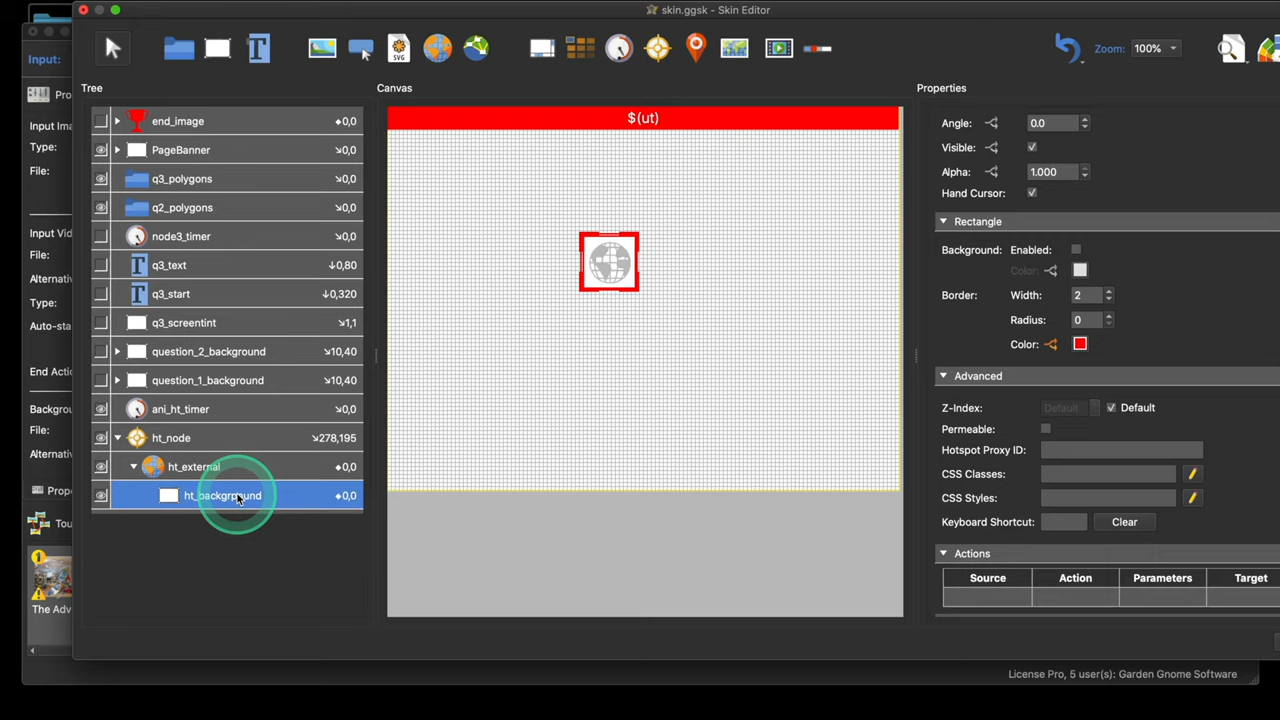 skin.ggsk - Skin Editor
Input:
T
SVG
Zoom: 100%
Pro
Input Ima
Type:
File:
Input Vid
File:
Alternativ
Type:
Auto-sta
End Action
Backgrou
File:
Alternativ
Prope
Tou
1
The Adv
Tree
end_image 0,0
PageBanner 0,0
q3_polygons 0,0
q2_polygons 0,0
node3_timer 0,0
q3_text 0,80
q3_start 0,320
q3_screentint 1,1
question_2_background 10,40
question_1_background 10,40
ani_ht_timer 0,0
ht_node 278,195
ht_external 0,0
ht_background 0,0
Canvas
$(ut)
Properties
Angle: 0.0
Visible:
Alpha: 1.000
Hand Cursor:
Rectangle
Background: Enabled:
Color:
Border: Width: 2
Radius: 0
Color:
Advanced
Z-Index: Default Default
Permeable:
Hotspot Proxy ID:
CSS Classes:
CSS Styles:
Keyboard Shortcut: Clear
Actions
Source Action Parameters Target
License Pro, 5 user(s): Garden Gnome Software